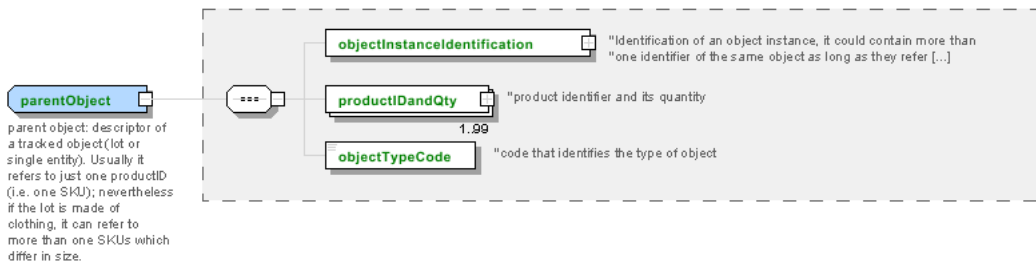 objectInstanceIdentification
"Identification of an object instance, it could contain more than
"one identifier of the same object as long as they refer [...]
parentObject
productIDandQty
"product identifier and its quantity
1..99
parent object: descriptor of
a tracked object(lot or
single entity). Usually it
refers to just one productID
(i.e. one SKU); nevertheless
if the lot is made of
clothing, it can refer to
more than one SKUs which
differ in size.
objectTypeCode
"code that identifies the type of object